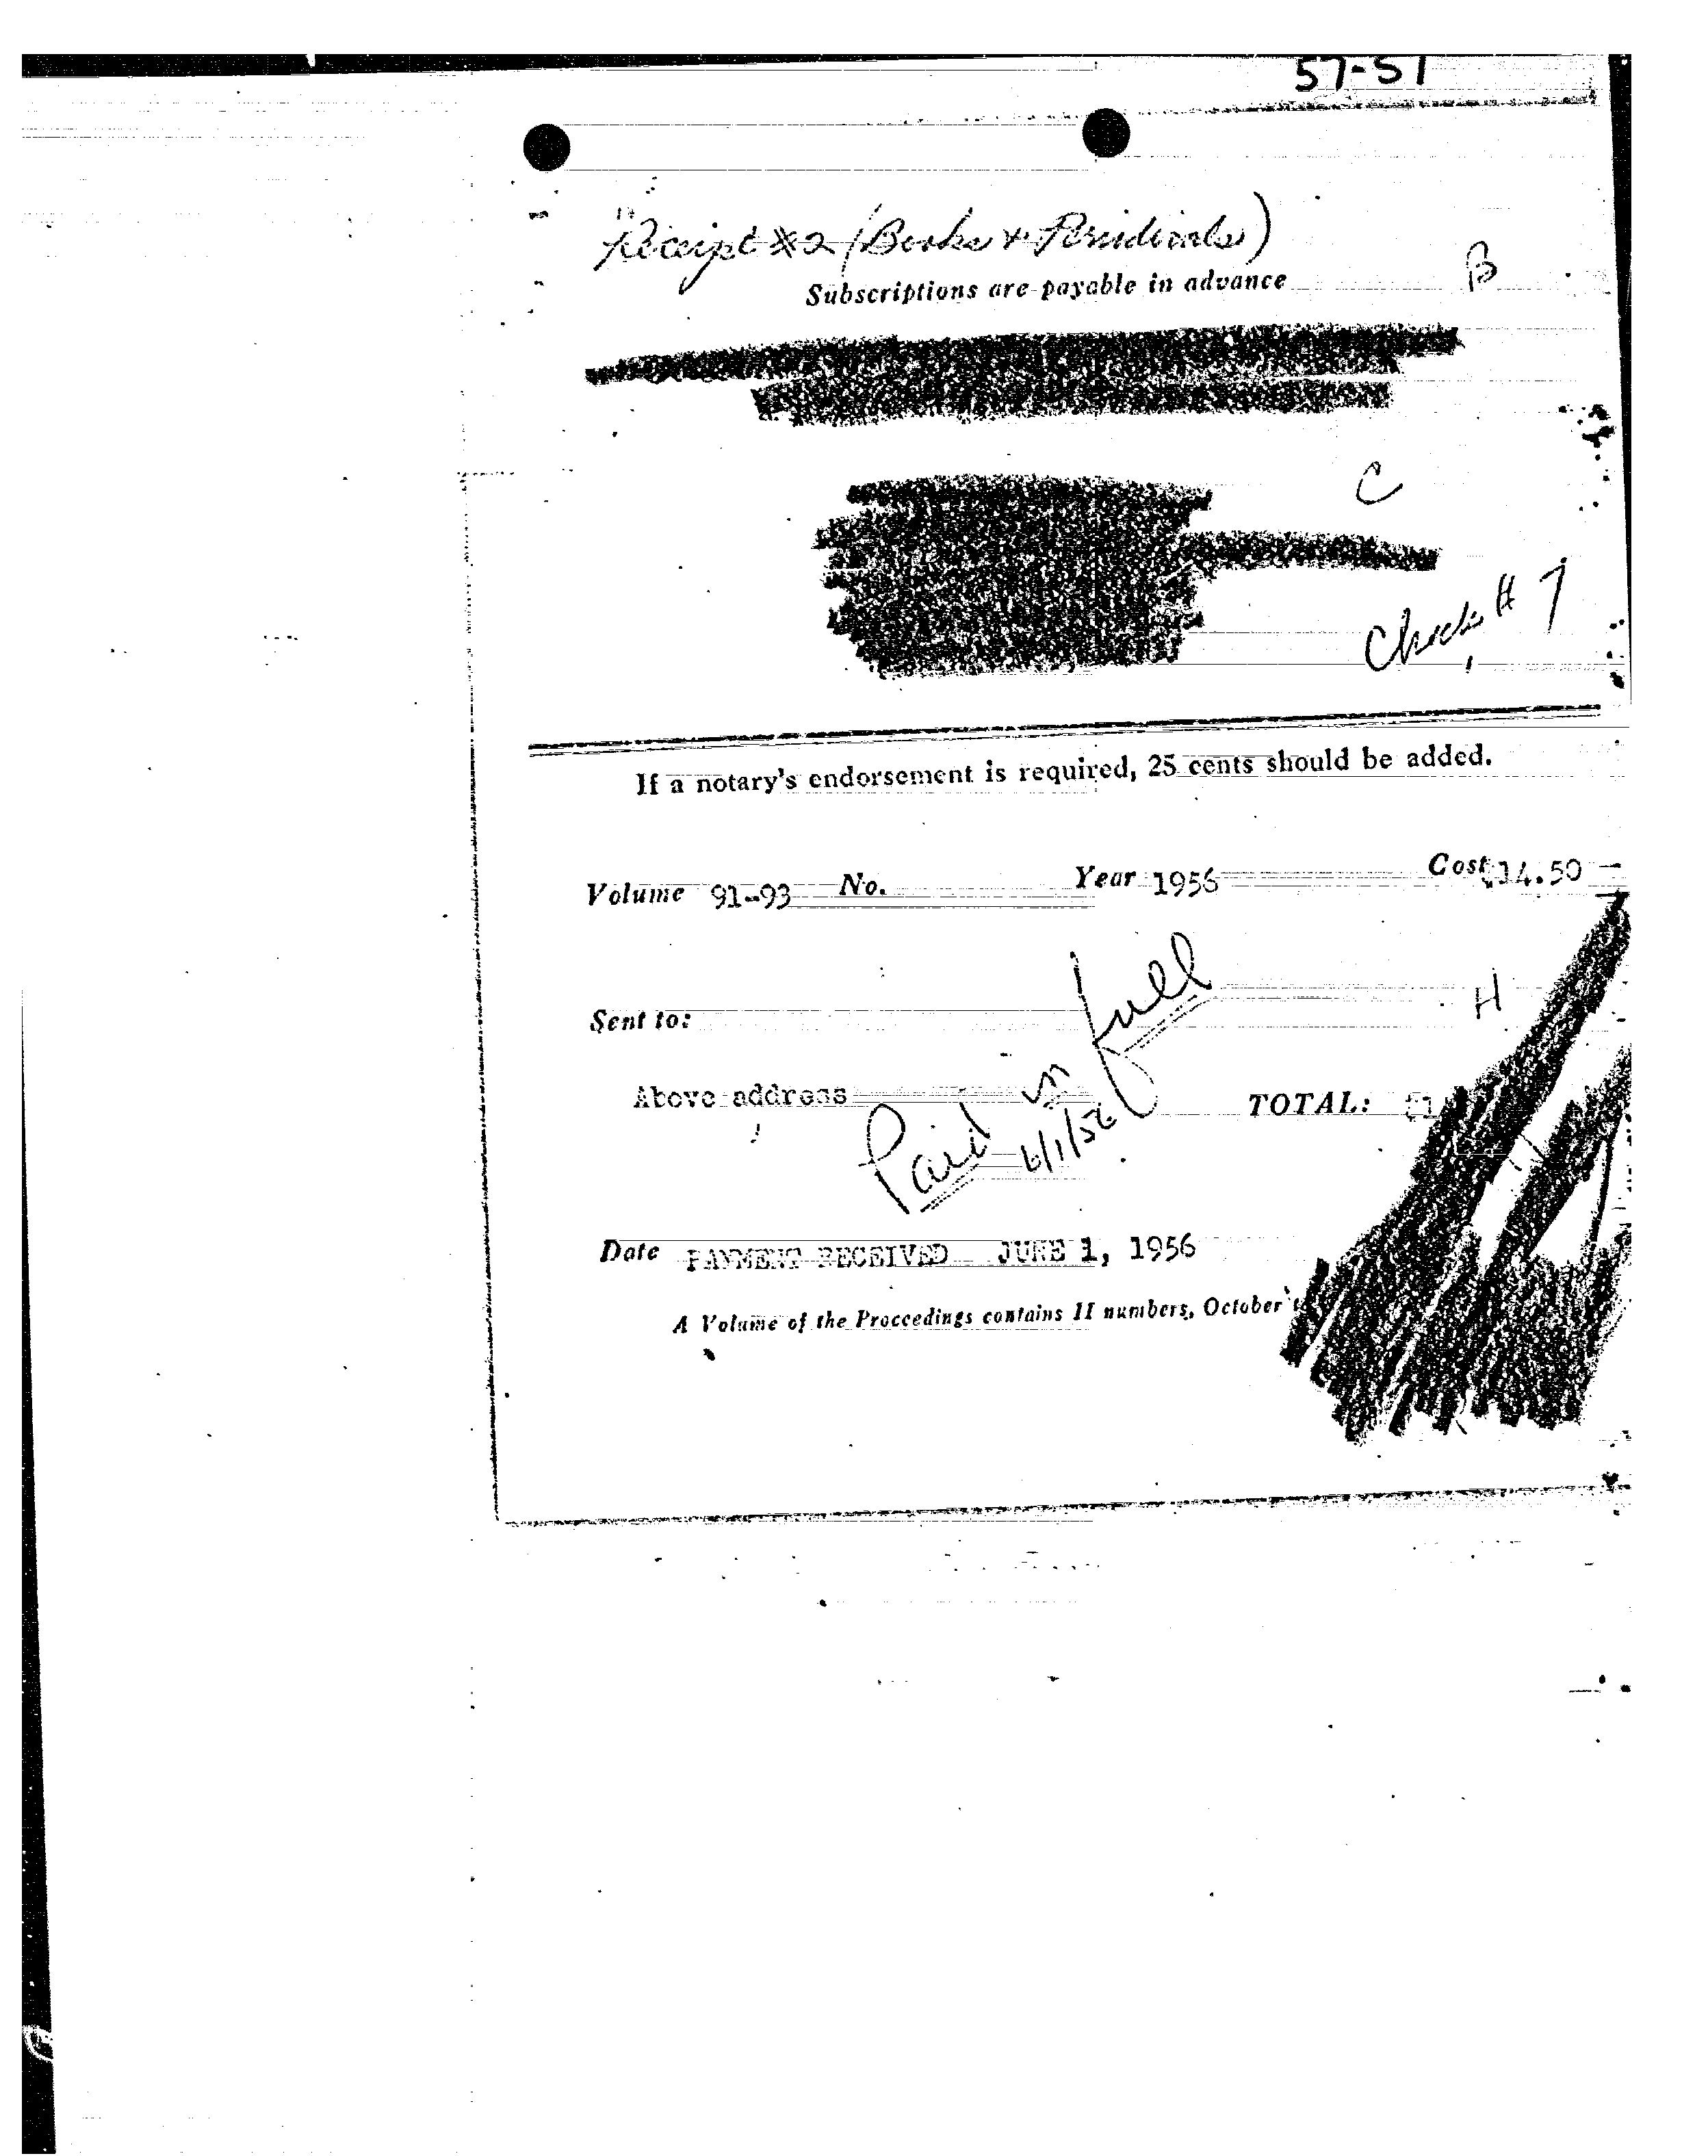 57-51
Receipt #2 (Books & Periodicals)
Subscriptions are payable in advance
B
C
Check # 7
If a notary's endorsement is required, 25 cents should be added.
Volume 91-93 No. Year 1956 Cost $14.50
H
Sent to:
Above address
TOTAL: $1
Paid in full
6/1/56
Date PAYMENT RECEIVED JUNE 1, 1956
A Volume of the Proceedings contains 11 numbers, October